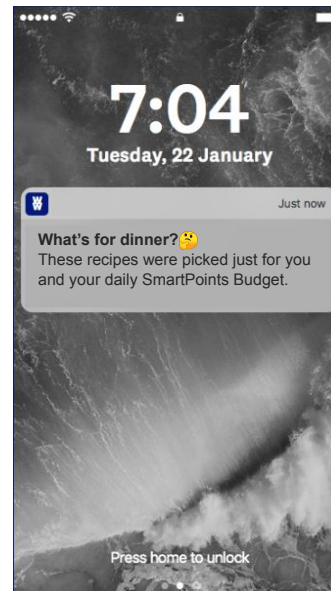 7:04
Tuesday, 22 January
Just now
What’s for dinner?🤔
These recipes were picked just for you
and your daily SmartPoints Budget.
Press home to unlock